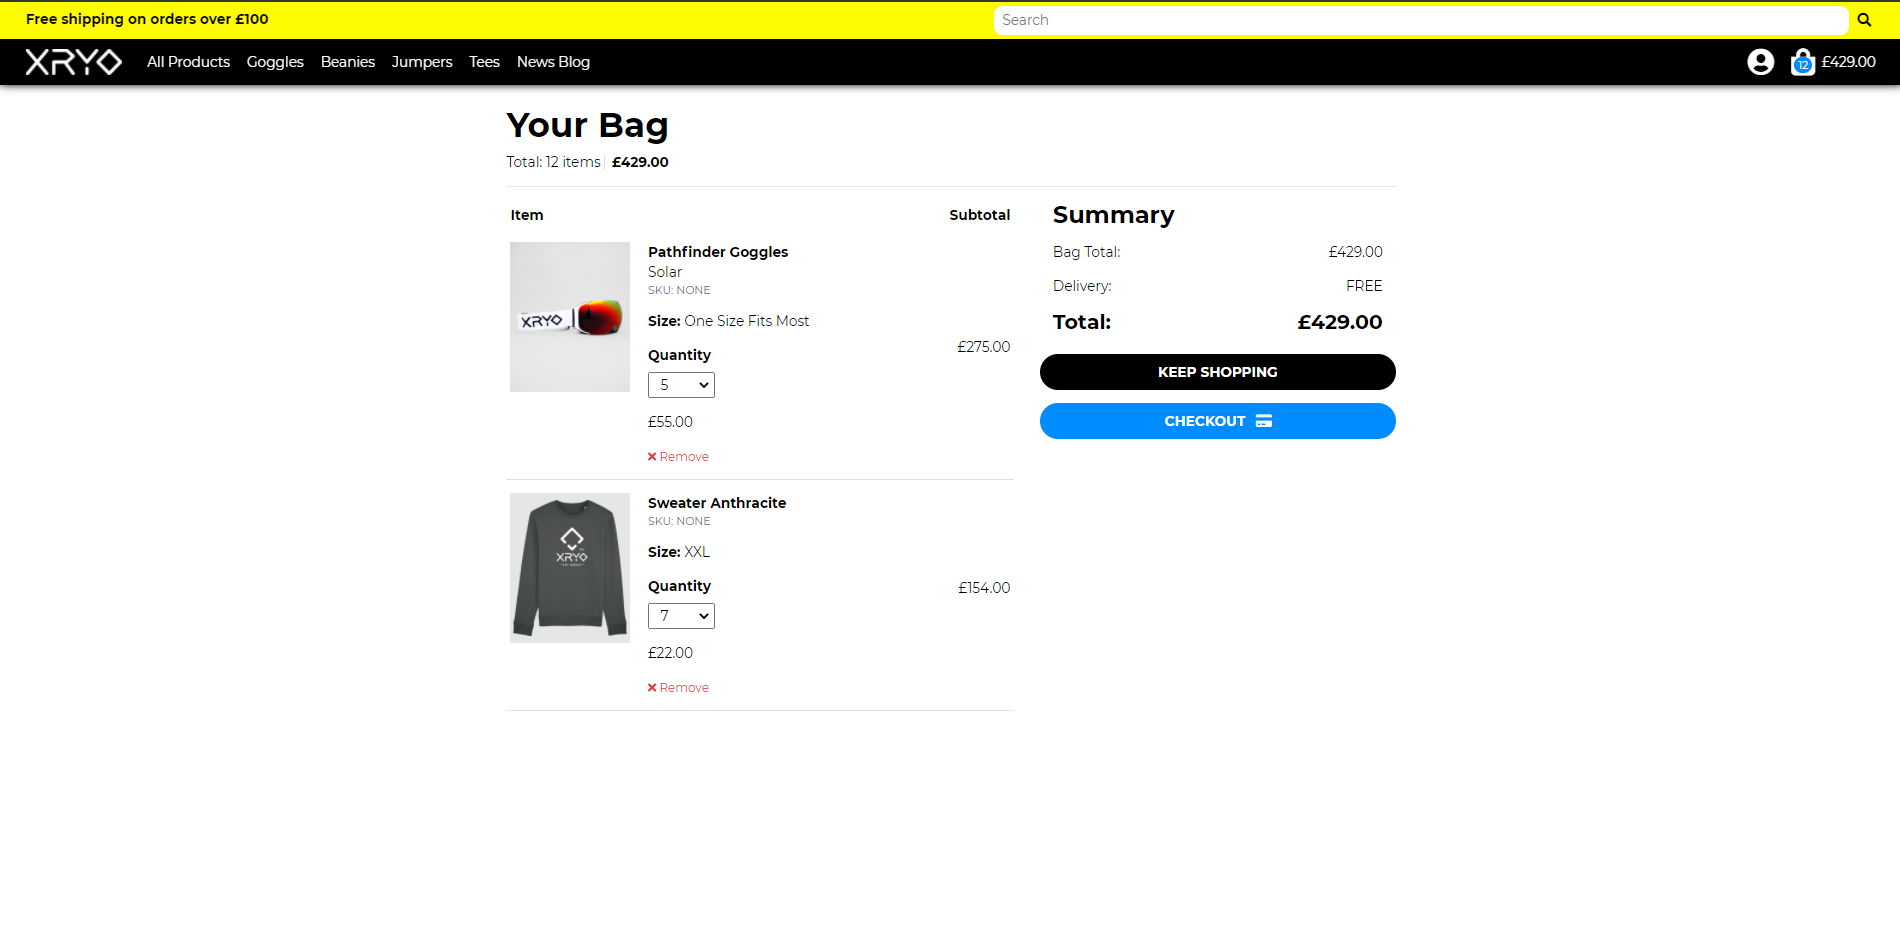 Free shipping on orders over £100
Search
XRYO
All Products Goggles Beanies Jumpers Tees News Blog
12 £429.00
Your Bag
Total: 12 items £429.00
Item Subtotal
Pathfinder Goggles
Solar
SKU: NONE
Size: One Size Fits Most
Quantity
5
£55.00
Remove
£275.00
XRYO
Sweater Anthracite
SKU: NONE
Size: XXL
Quantity
7
£22.00
Remove
£154.00
XRYO
Summary
Bag Total: £429.00
Delivery: FREE
Total: £429.00
KEEP SHOPPING
CHECKOUT